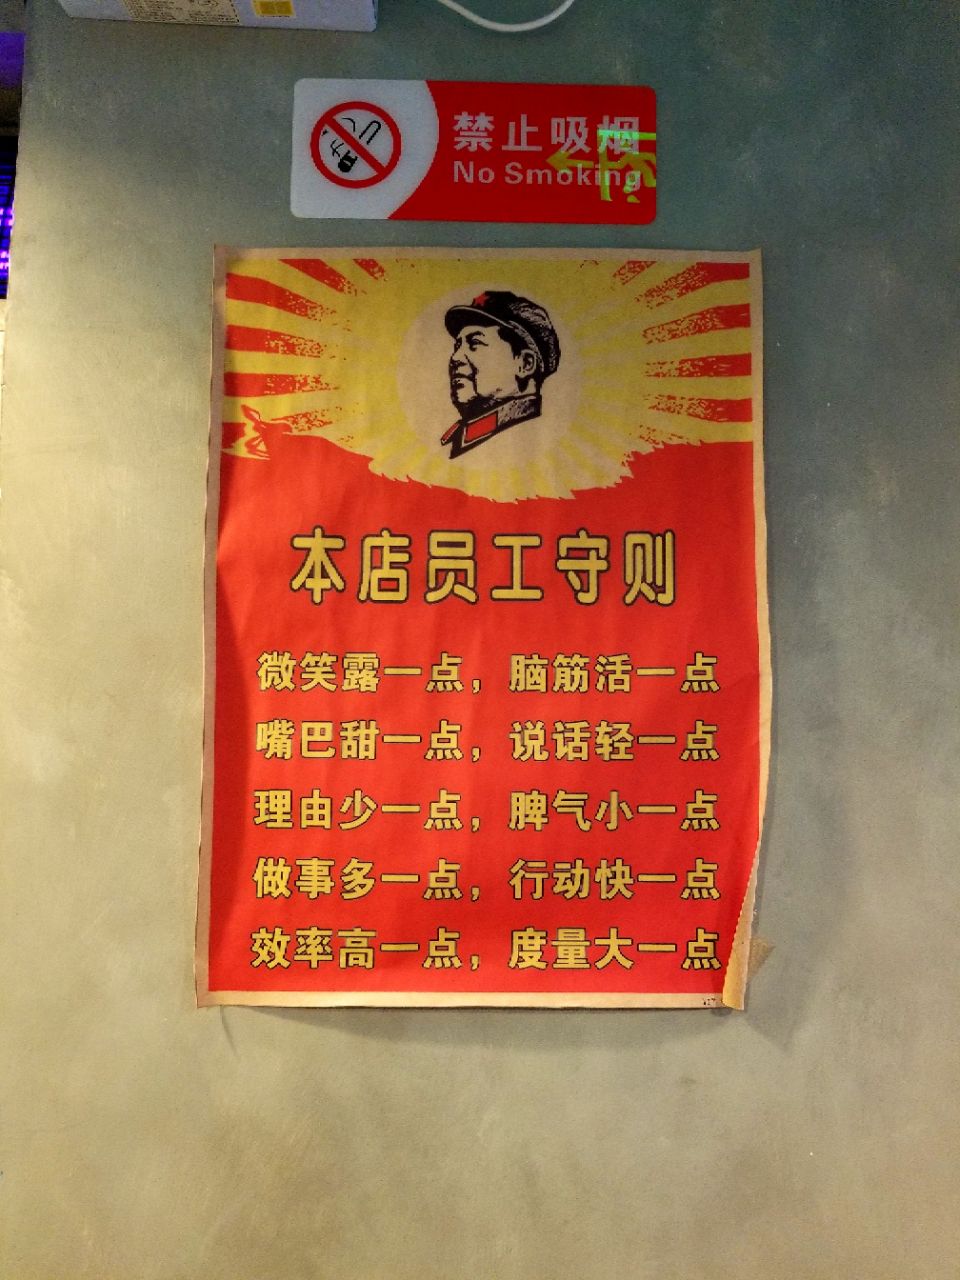 禁止吸烟
No Smoking
本店员工守则
微笑露一点，脑筋活一点
嘴巴甜一点，说话轻一点
理由少一点，脾气小一点
做事多一点，行动快一点
效率高一点，度量大一点